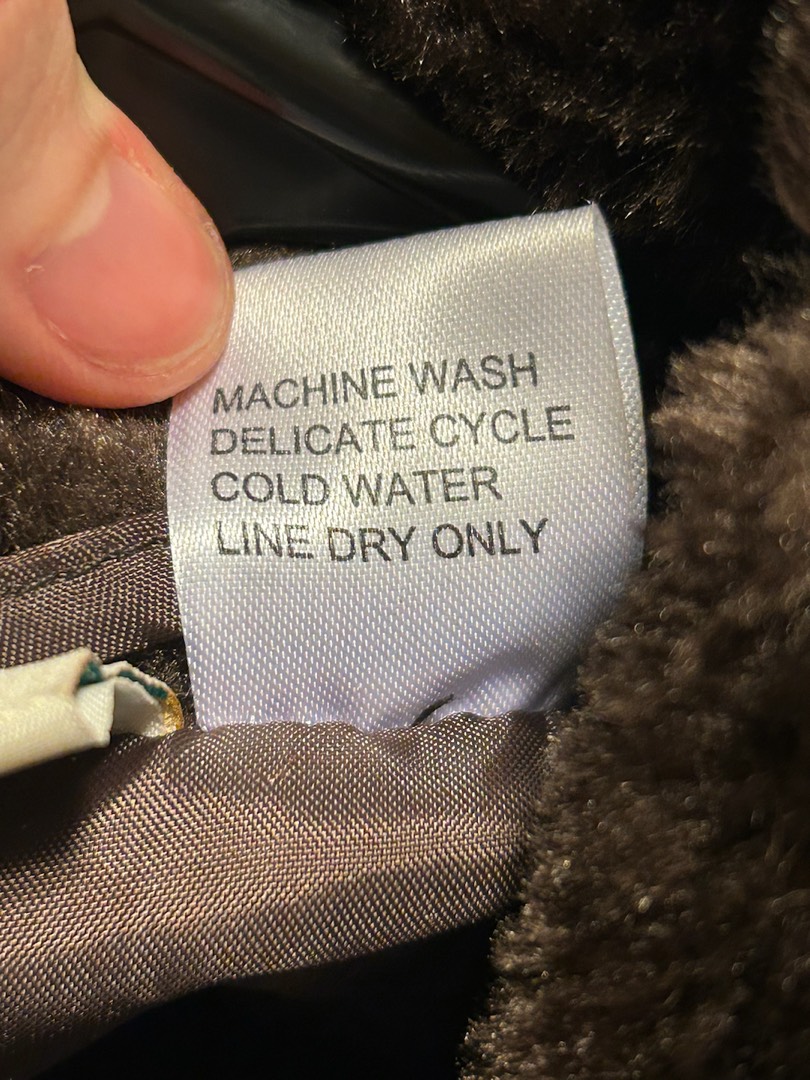 MACHINE WASH
DELICATE CYCLE
COLD WATER
LINE DRY ONLY